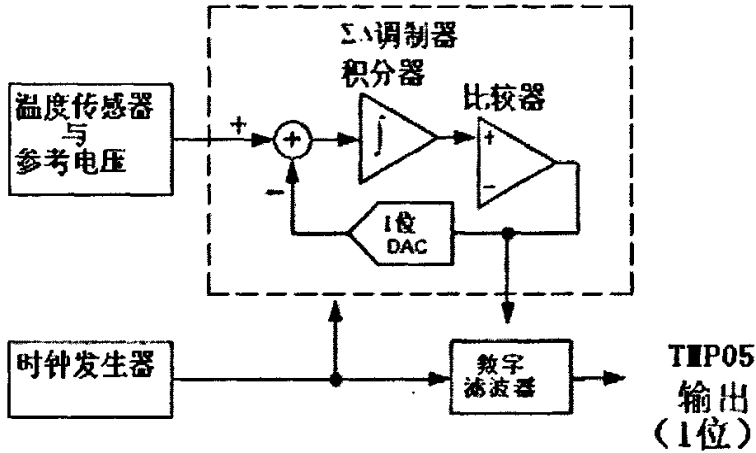 ΣΔ调制器
积分器
比较器
温度传感器
与
参考电压
+
+
∫
+
-
-
1位
DAC
时钟发生器
数字
滤波器
TMP05
输出
(1位)